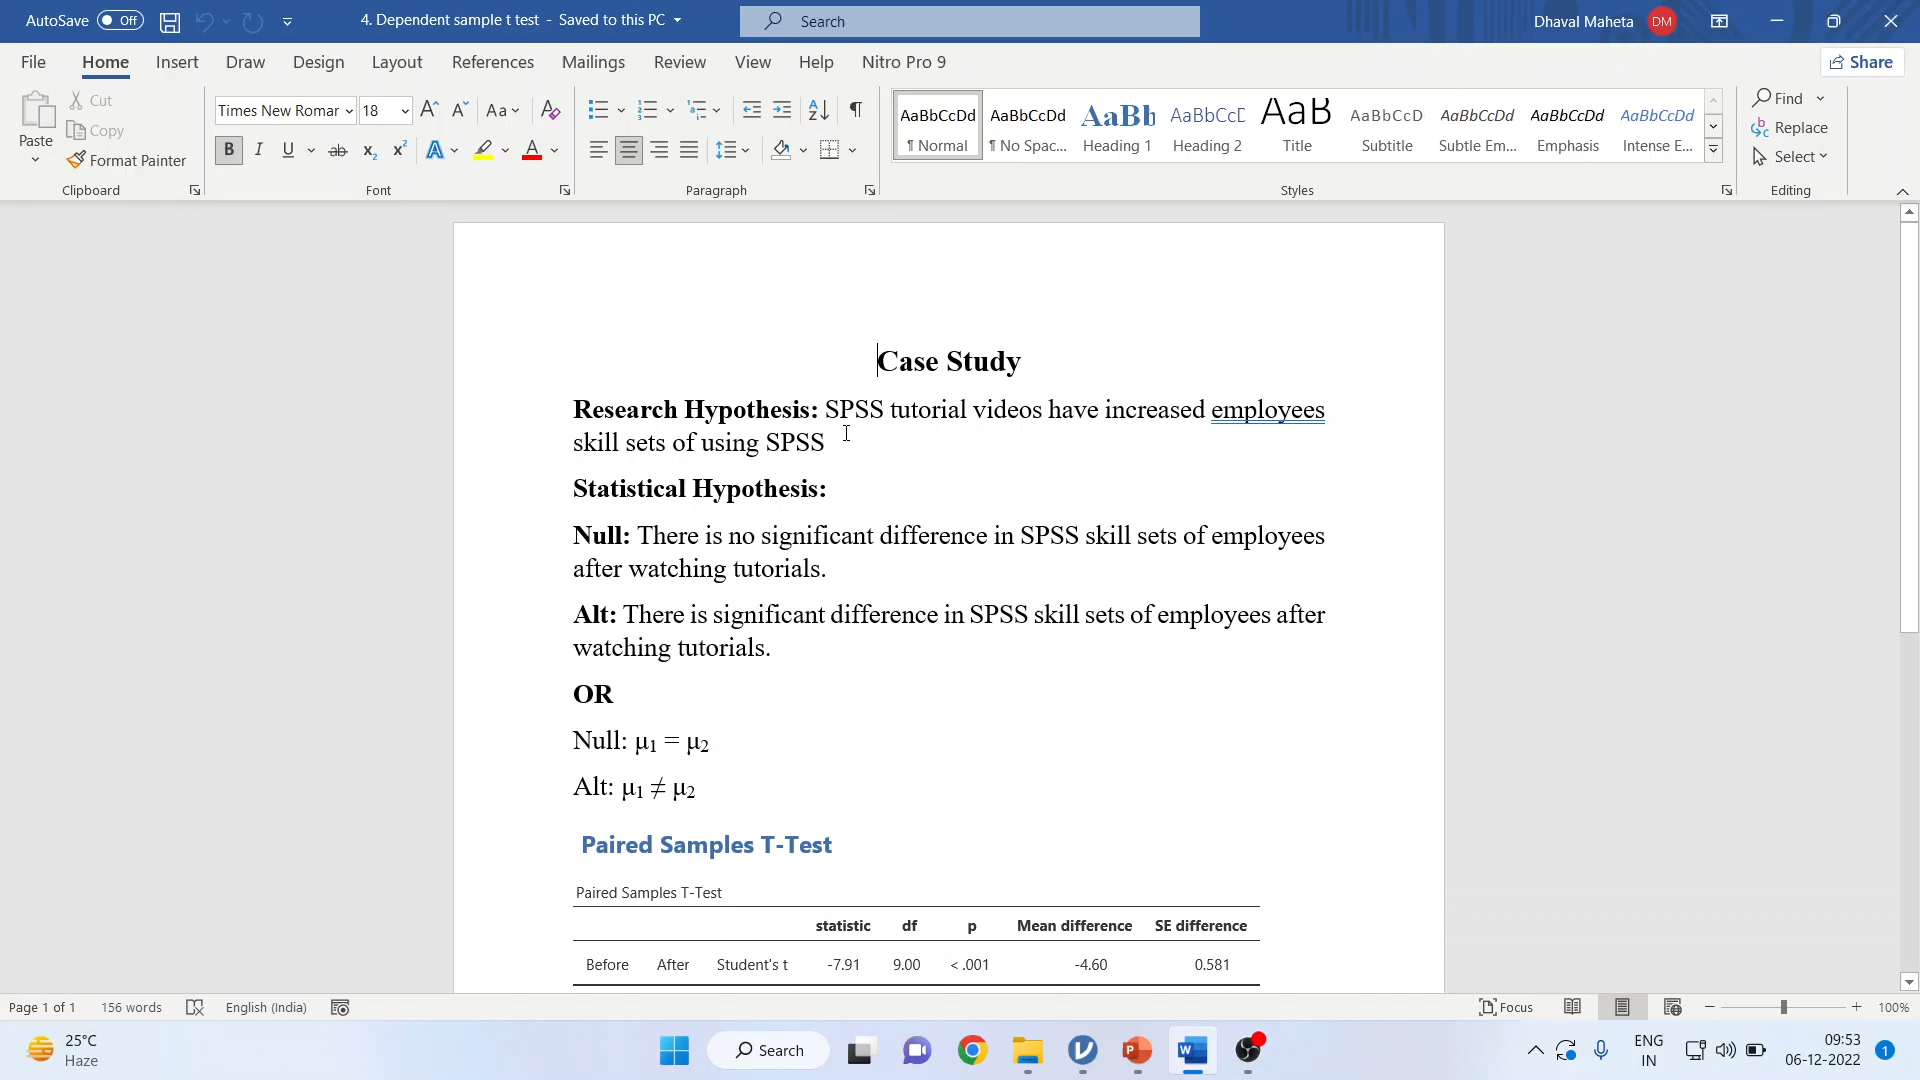 AutoSave Off 4. Dependent sample t test - Saved to this PC Search Dhaval Maheta DM
File Home Insert Draw Design Layout References Mailings Review View Help Nitro Pro 9 Share
Paste Cut Copy Format Painter
Clipboard
Times New Romar 18
Font
Paragraph
AaBbCcDd AaBbCcDd AaBb AaBbCcC AaB AaBbCcD AaBbCcDd AaBbCcDd AaBbCcDd
¶ Normal ¶ No Spac... Heading 1 Heading 2 Title Subtitle Subtle Em... Emphasis Intense E...
Styles
Find
Replace
Select
Editing
Case Study
Research Hypothesis: SPSS tutorial videos have increased employees
skill sets of using SPSS
Statistical Hypothesis:
Null: There is no significant difference in SPSS skill sets of employees
after watching tutorials.
Alt: There is significant difference in SPSS skill sets of employees after
watching tutorials.
OR
Null: μ₁ = μ₂
Alt: μ₁ ≠ μ₂
Paired Samples T-Test
Paired Samples T-Test
statistic df p Mean difference SE difference
Before After Student's t -7.91 9.00 < .001 -4.60 0.581
Page 1 of 1 156 words English (India) Focus 100%
25°C
Haze
Search
ENG
IN
09:53
06-12-2022
1